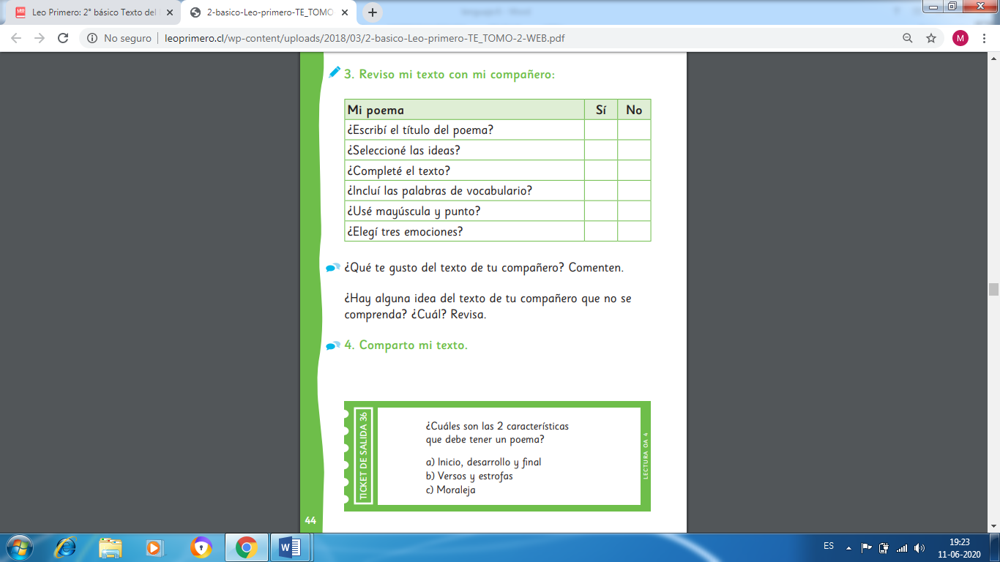 Leo Primero: 2° básico Texto del
2-basico-Leo-primero-TE_TOMO
No seguro
leoprimero.cl/wp-content/uploads/2018/03/2-basico-Leo-primero-TE_TOMO-2-WEB.pdf
M
3. Reviso mi texto con mi compañero:
Mi poema Sí No
¿Escribí el título del poema?
¿Seleccioné las ideas?
¿Completé el texto?
¿Incluí las palabras de vocabulario?
¿Usé mayúscula y punto?
¿Elegí tres emociones?
¿Qué te gusto del texto de tu compañero? Comenten.
¿Hay alguna idea del texto de tu compañero que no se
comprenda? ¿Cuál? Revisa.
4. Comparto mi texto.
TICKET DE SALIDA 36
¿Cuáles son las 2 características
que debe tener un poema?
a) Inicio, desarrollo y final
b) Versos y estrofas
c) Moraleja
LECTURA OA 4
44
ES
19:23
11-06-2020